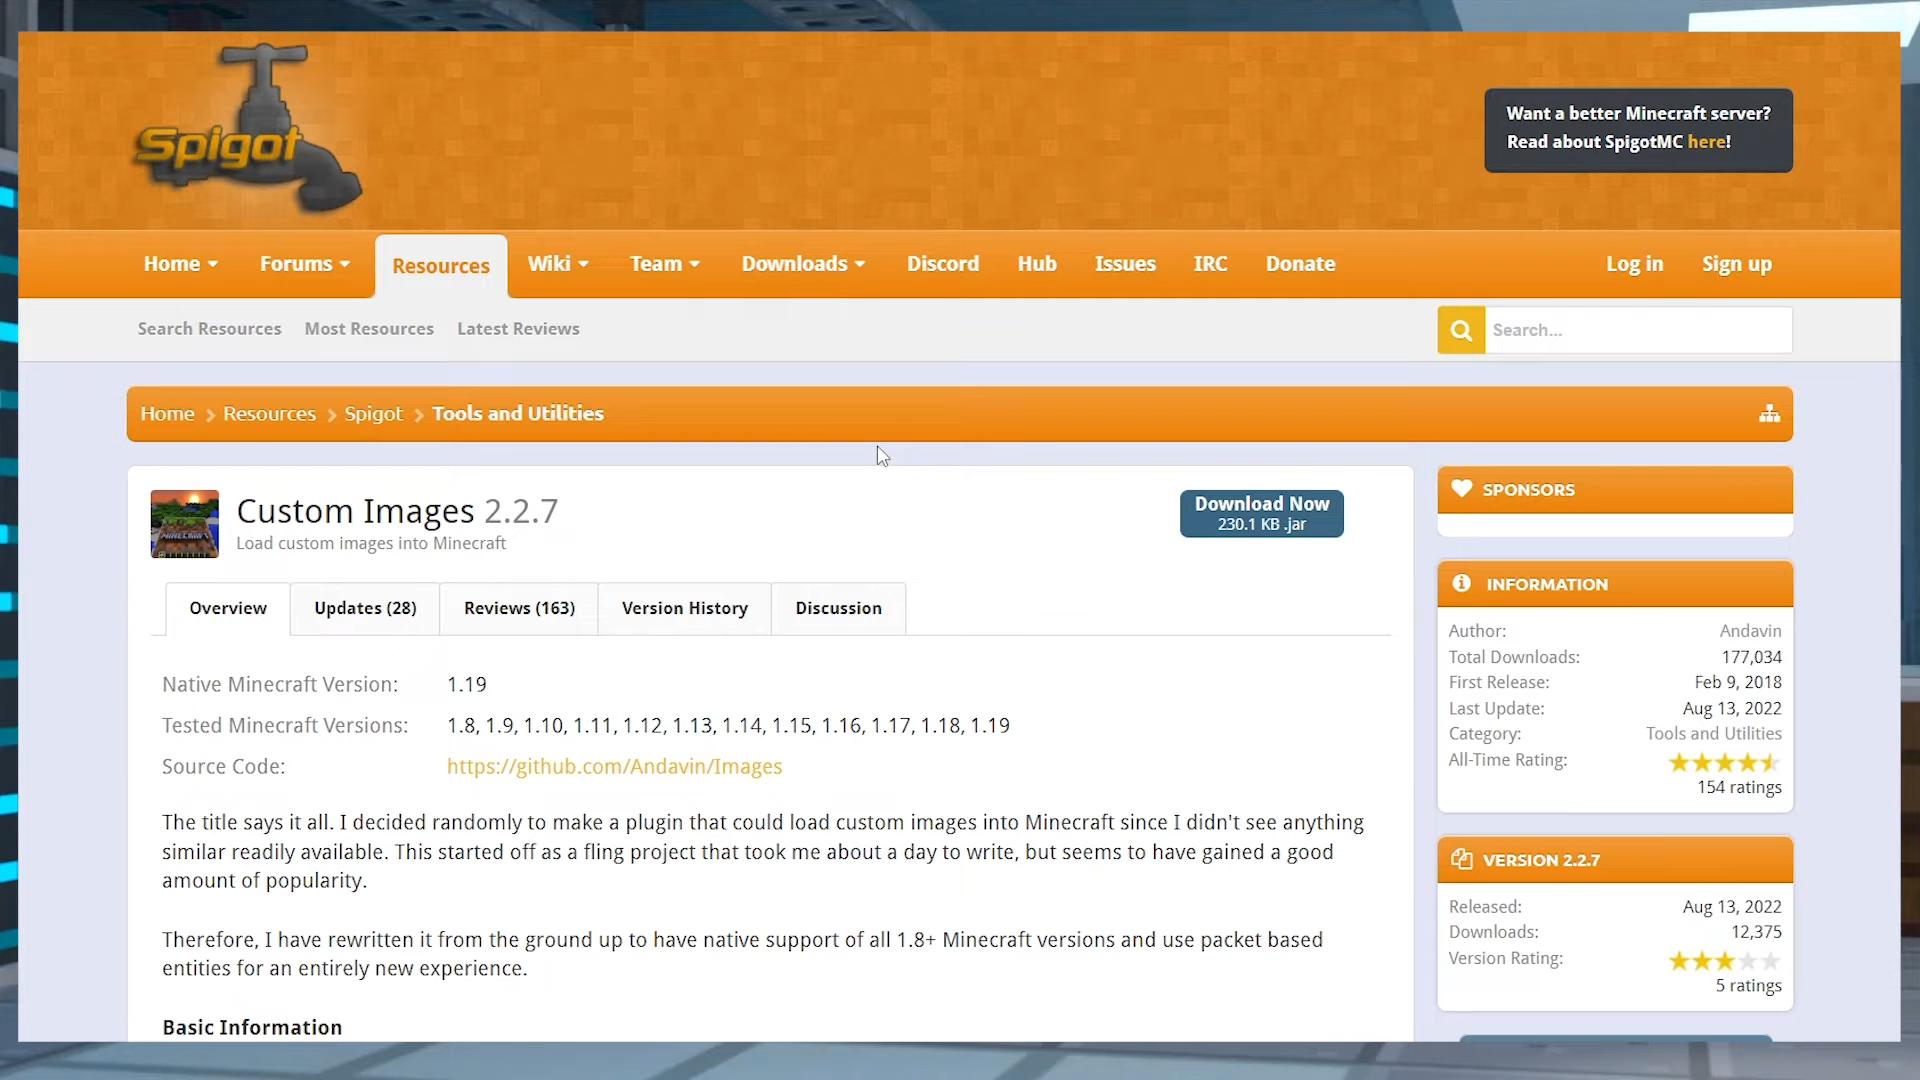 Spigot
Want a better Minecraft server?
Read about SpigotMC here!
Home Forums Resources Wiki Team Downloads Discord Hub Issues IRC Donate Log in Sign up
Search Resources Most Resources Latest Reviews Search...
Home Resources Spigot Tools and Utilities
Custom Images 2.2.7
Load custom images into Minecraft
Download Now
230.1 KB .jar
Overview Updates (28) Reviews (163) Version History Discussion
Native Minecraft Version: 1.19
Tested Minecraft Versions: 1.8, 1.9, 1.10, 1.11, 1.12, 1.13, 1.14, 1.15, 1.16, 1.17, 1.18, 1.19
Source Code: https://github.com/Andavin/Images
The title says it all. I decided randomly to make a plugin that could load custom images into Minecraft since I didn't see anything
similar readily available. This started off as a fling project that took me about a day to write, but seems to have gained a good
amount of popularity.
Therefore, I have rewritten it from the ground up to have native support of all 1.8+ Minecraft versions and use packet based
entities for an entirely new experience.
Basic Information
SPONSORS
INFORMATION
Author: Andavin
Total Downloads: 177,034
First Release: Feb 9, 2018
Last Update: Aug 13, 2022
Category: Tools and Utilities
All-Time Rating:
154 ratings
VERSION 2.2.7
Released: Aug 13, 2022
Downloads: 12,375
Version Rating:
5 ratings